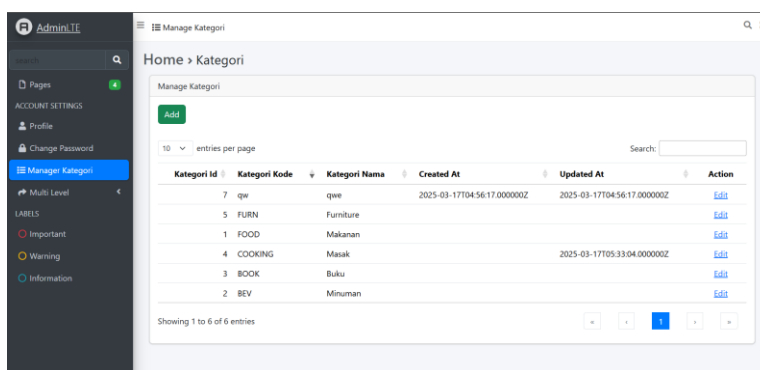 AdminLTE
search
Pages 4
ACCOUNT SETTINGS
Profile
Change Password
Manager Kategori
Multi Level
LABELS
Important
Warning
Information
Manage Kategori
Home › Kategori
Manage Kategori
Add
10 entries per page Search:
Kategori Id Kategori Kode Kategori Nama Created At Updated At Action
7 qw qwe 2025-03-17T04:56:17.000000Z 2025-03-17T04:56:17.000000Z Edit
5 FURN Furniture Edit
1 FOOD Makanan Edit
4 COOKING Masak 2025-03-17T05:33:04.000000Z Edit
3 BOOK Buku Edit
2 BEV Minuman Edit
Showing 1 to 6 of 6 entries « ‹ 1 › »